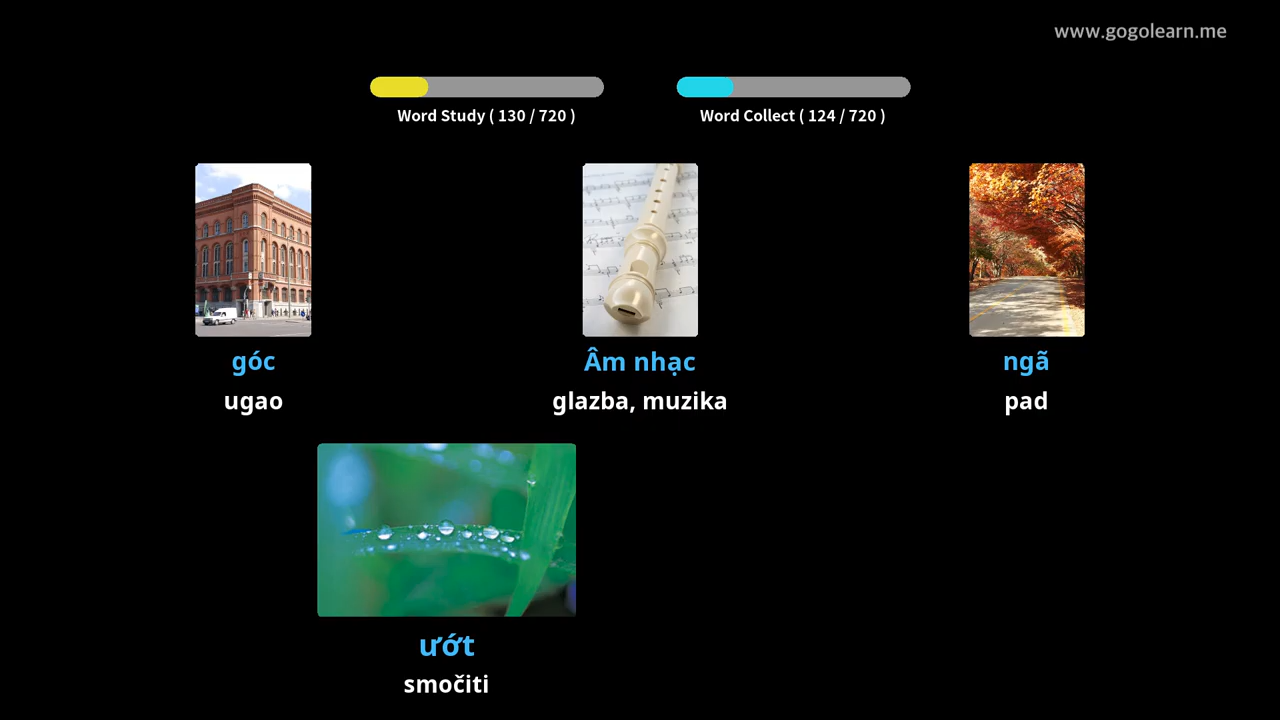 www.gogolearn.me
Word Study ( 130 / 720 )
Word Collect ( 124 / 720 )
góc
Âm nhạc
ngã
ugao
glazba, muzika
pad
ướt
smočiti